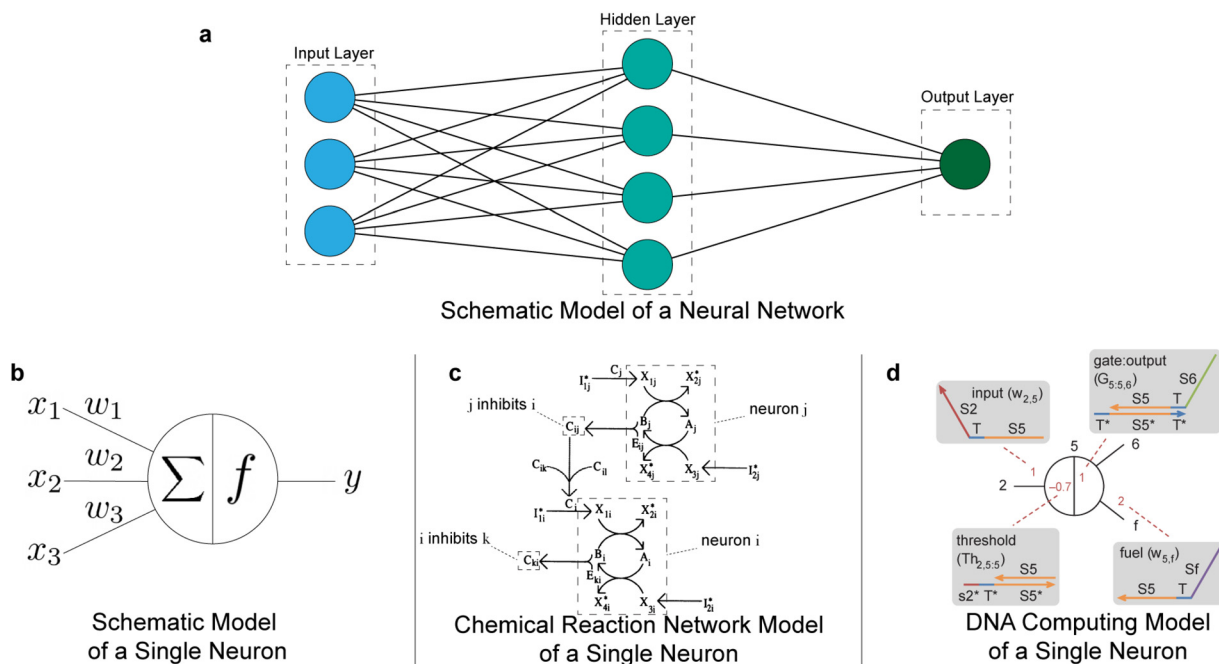 a
Input Layer
Hidden Layer
Output Layer
Schematic Model of a Neural Network
b
x1
w1
x2
w2
x3
w3
∑ f
y
Schematic Model
of a Single Neuron
c
I*1j
Cj
X1j
X*2j
j inhibits i
Cij
Bj
Aj
Eij
neuron j
X*4j
X3j
I*2j
Cik
Cil
Ci
I*1i
X1i
X*2i
i inhibits k
Cki
Bi
Ai
Eki
neuron i
X*4i
X3i
I*2i
Chemical Reaction Network Model
of a Single Neuron
d
input (w2,5)
S2
T
S5
gate:output
(G5:5,6)
S6
S5
T
T*
S5*
T*
5
6
1
2
−0.7
1
2
f
threshold
(Th2,5:5)
S5
s2*
T*
S5*
fuel (w5,f)
Sf
S5
T
DNA Computing Model
of a Single Neuron